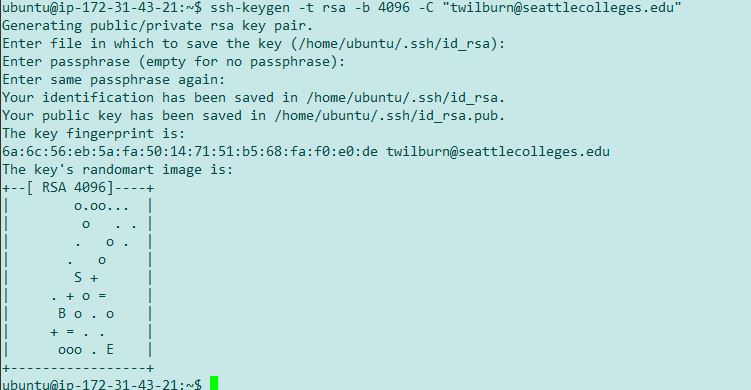 ubuntu@ip-172-31-43-21:~$ ssh-keygen -t rsa -b 4096 -C "twilburn@seattlecolleges.edu"
Generating public/private rsa key pair.
Enter file in which to save the key (/home/ubuntu/.ssh/id_rsa):
Enter passphrase (empty for no passphrase):
Enter same passphrase again:
Your identification has been saved in /home/ubuntu/.ssh/id_rsa.
Your public key has been saved in /home/ubuntu/.ssh/id_rsa.pub.
The key fingerprint is:
6a:6c:56:eb:5a:fa:50:14:71:51:b5:68:fa:f0:e0:de twilburn@seattlecolleges.edu
The key's randomart image is:
+--[ RSA 4096]----+
|        o.oo...  |
|         o   . . |
|        .   o .  |
|       .   o     |
|        S +      |
|     . + o =     |
|      B o . o    |
|     + = . .     |
|      ooo . E    |
+-----------------+
ubuntu@ip-172-31-43-21:~$